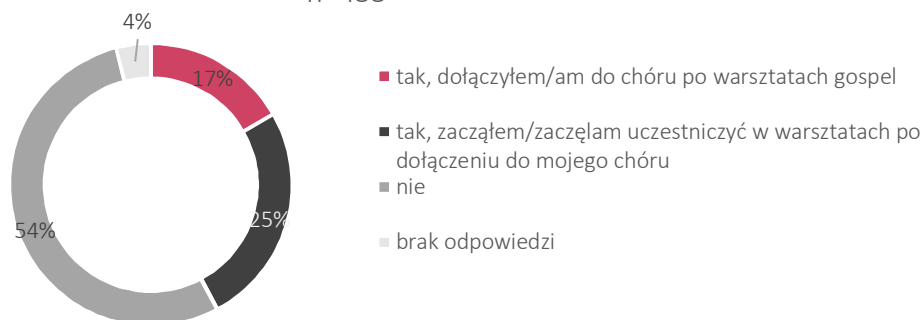 4%
17%
25%
54%
tak, dołączyłem/am do chóru po warsztatach gospel
tak, zacząłem/zaczęlam uczestniczyć w warsztatach po
dołączeniu do mojego chóru
nie
brak odpowiedzi